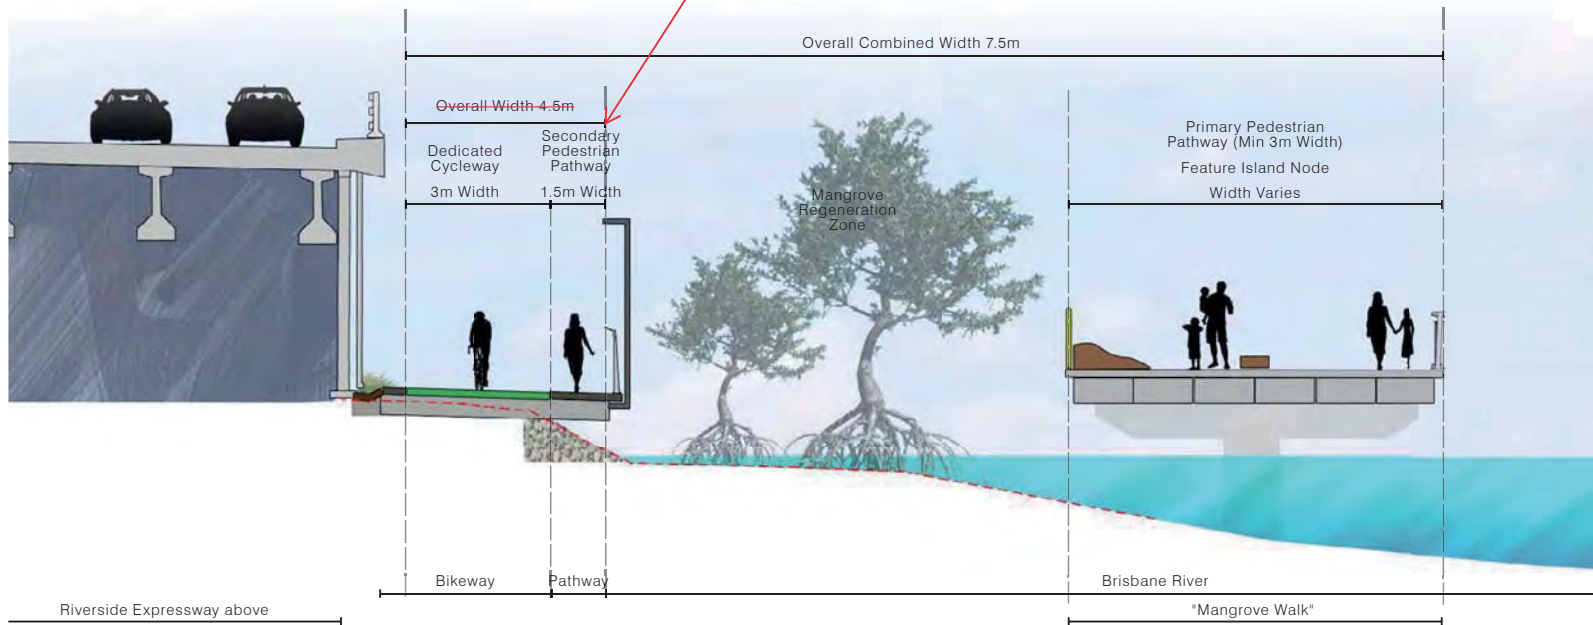 Overall Combined Width 7.5m
Overall Width 4.5m
Dedicated
Cycleway
3m Width
Secondary
Pedestrian
Pathway
1.5m Width
Mangrove
Regeneration
Zone
Primary Pedestrian
Pathway (Min 3m Width)
Feature Island Node
Width Varies
Bikeway
Pathway
Brisbane River
Riverside Expressway above
"Mangrove Walk"